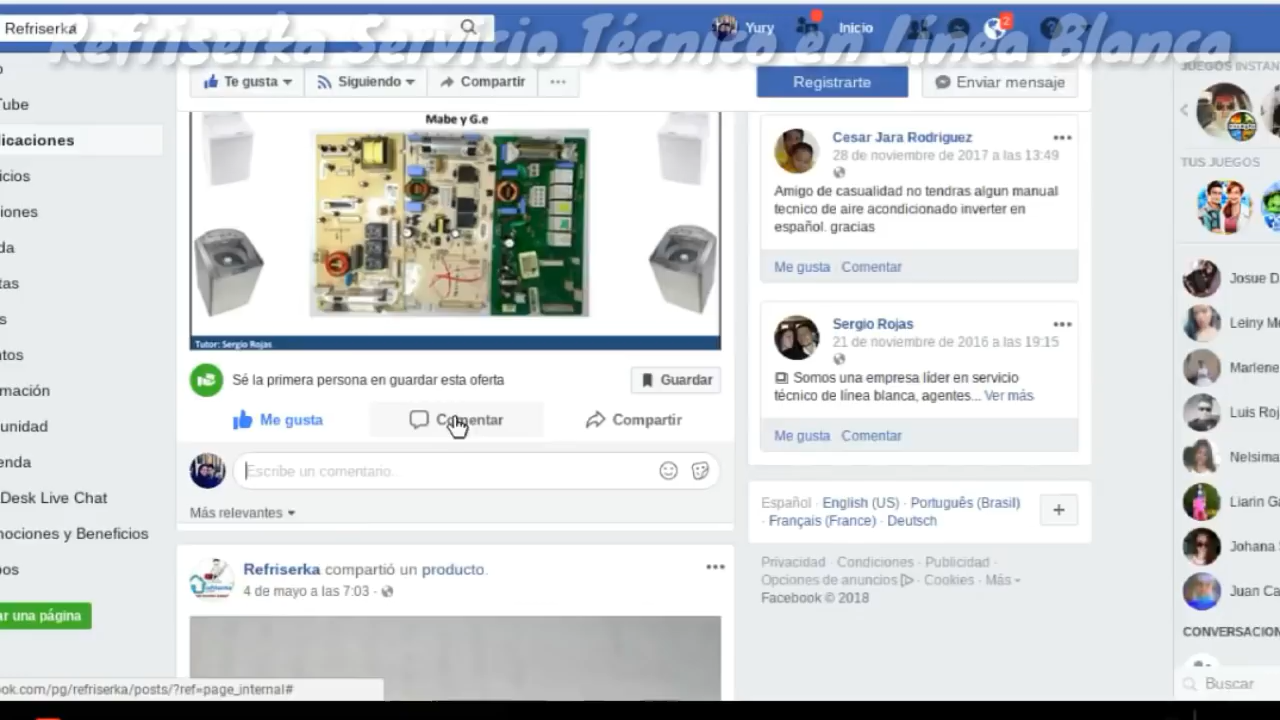 Refriserka Servicio Técnico en Línea Blanca
Refriserka
Yury
Inicio
2
Tube
licaciones
icios
iones
da
tas
s
ntos
mación
unidad
enda
Desk Live Chat
nociones y Beneficios
pos
ar una página
ok.com/pg/refriserka/posts/?ref=page_internal#
Te gusta
Siguiendo
Compartir
Registrarte
Enviar mensaje
Mabe y G.e
Tutor: Sergio Rojas
Sé la primera persona en guardar esta oferta
Guardar
Me gusta
Comentar
Compartir
Escribe un comentario...
Más relevantes
Refriserka compartió un producto.
4 de mayo a las 7:03 ·
Cesar Jara Rodriguez
28 de noviembre de 2017 a las 13:49
Amigo de casualidad no tendras algun manual
tecnico de aire acondicionado inverter en
español. gracias
Me gusta · Comentar
Sergio Rojas
21 de noviembre de 2016 a las 19:15
Somos una empresa líder en servicio
técnico de línea blanca, agentes... Ver más
Me gusta · Comentar
Español · English (US) · Português (Brasil)
· Français (France) · Deutsch
Privacidad · Condiciones · Publicidad ·
Opciones de anuncios · Cookies · Más
Facebook © 2018
JUEGOS INSTAN
TUS JUEGOS
Josue D
Leiny Mo
Marlene
Luis Roj
Nelsima
Liarin Ga
Johana
Juan Ca
CONVERSACION
Buscar